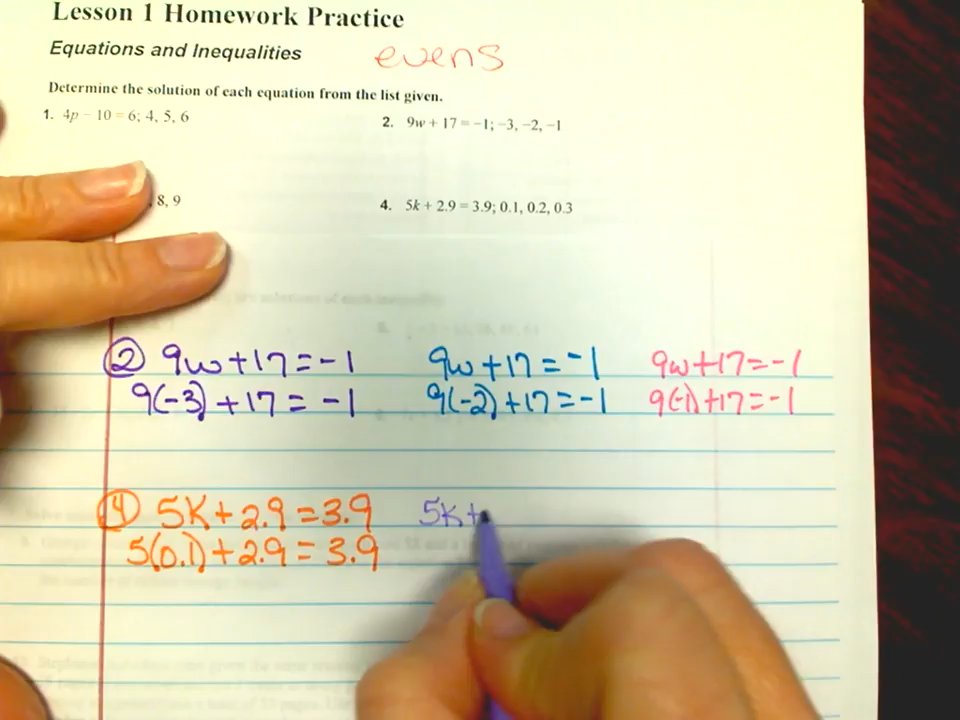 Lesson 1 Homework Practice
Equations and Inequalities
evens
Determine the solution of each equation from the list given.
1. 4p − 10 = 6; 4, 5, 6
2. 9w + 17 = −1; −3, −2, −1
8, 9
4. 5k + 2.9 = 3.9; 0.1, 0.2, 0.3
② 9w+17=-1
9w+17=-1
9w+17=-1
9(-3)+17=-1
9(-2)+17=-1
9(-1)+17=-1
④ 5K+2.9=3.9
5K+
5(0.1)+2.9=3.9